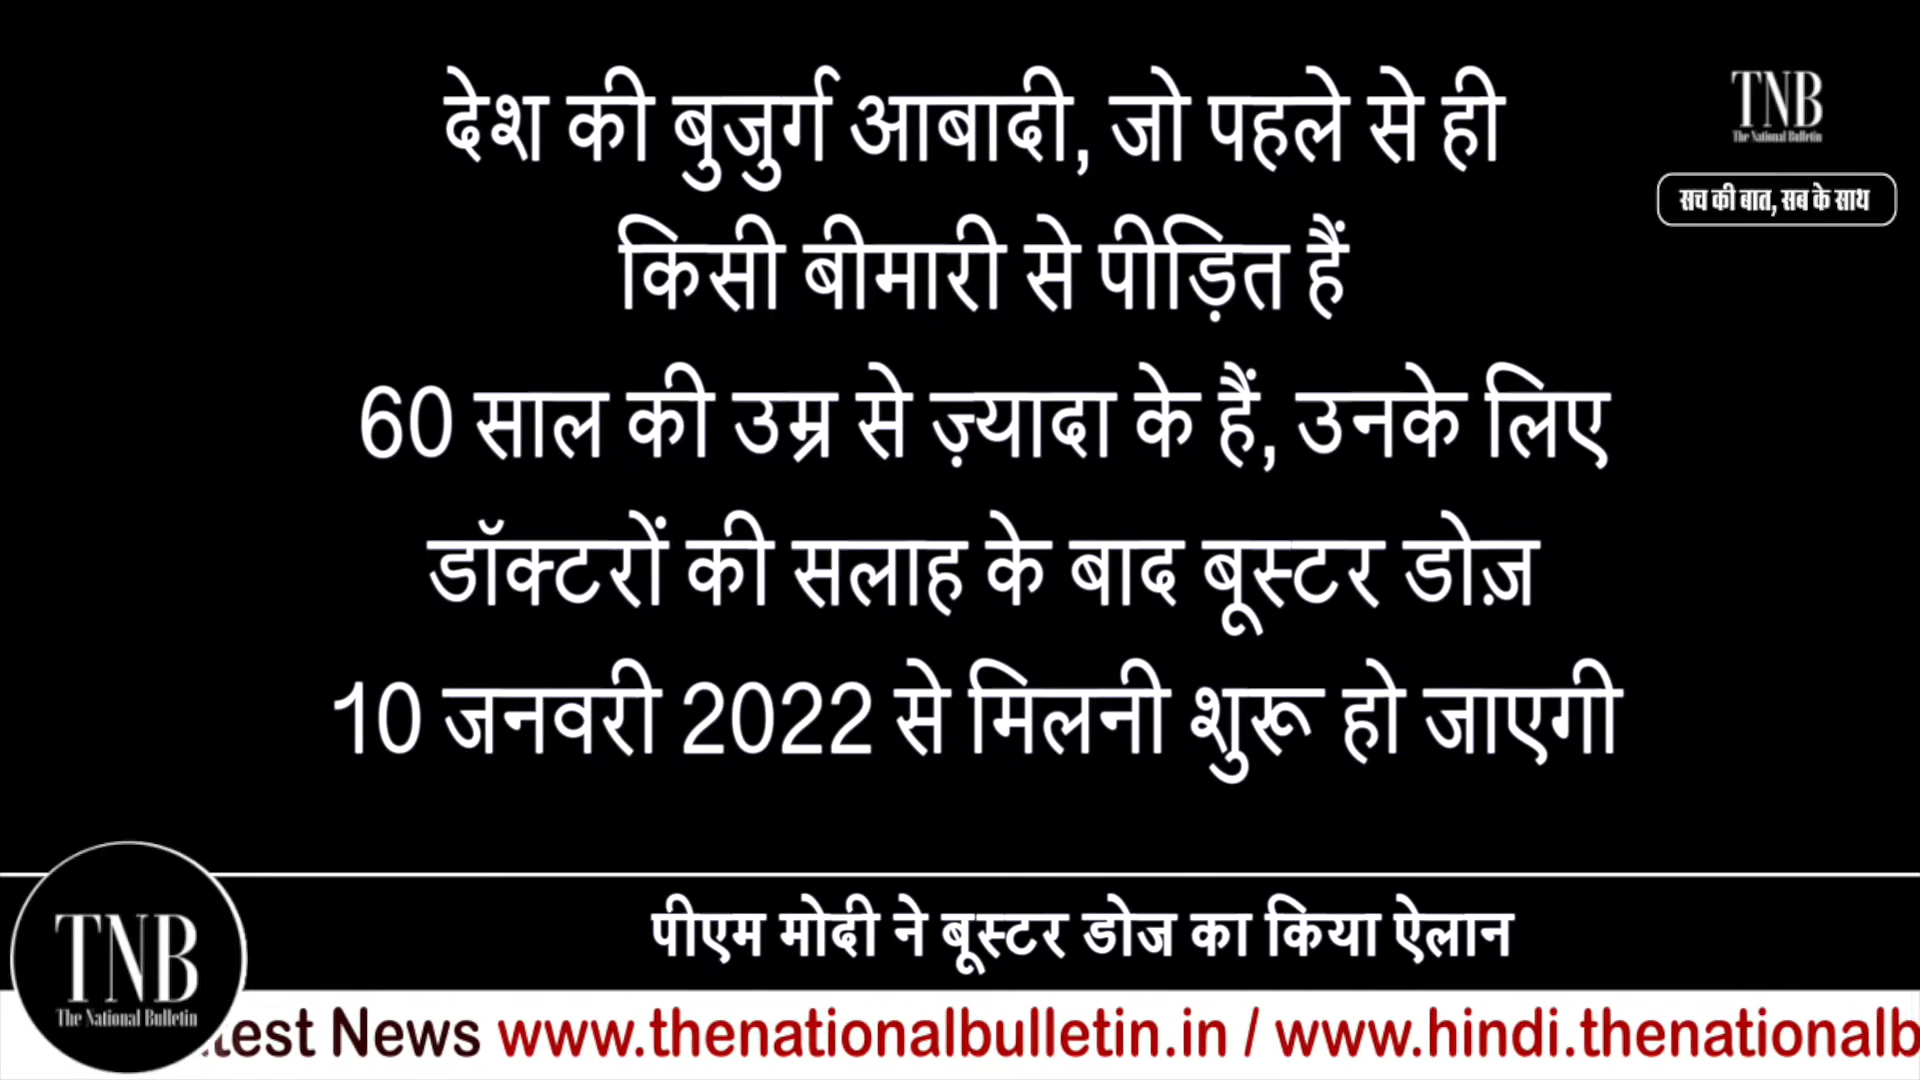 देश की बुजुर्ग आबादी, जो पहले से ही
किसी बीमारी से पीड़ित हैं
60 साल की उम्र से ज़्यादा के हैं, उनके लिए
डॉक्टरों की सलाह के बाद बूस्टर डोज़
10 जनवरी 2022 से मिलनी शुरू हो जाएगी
TNB
The National Bulletin
सच की बात, सब के साथ
पीएम मोदी ने बूस्टर डोज का किया ऐलान
TNB
The National Bulletin
test News www.thenationalbulletin.in / www.hindi.thenationalb